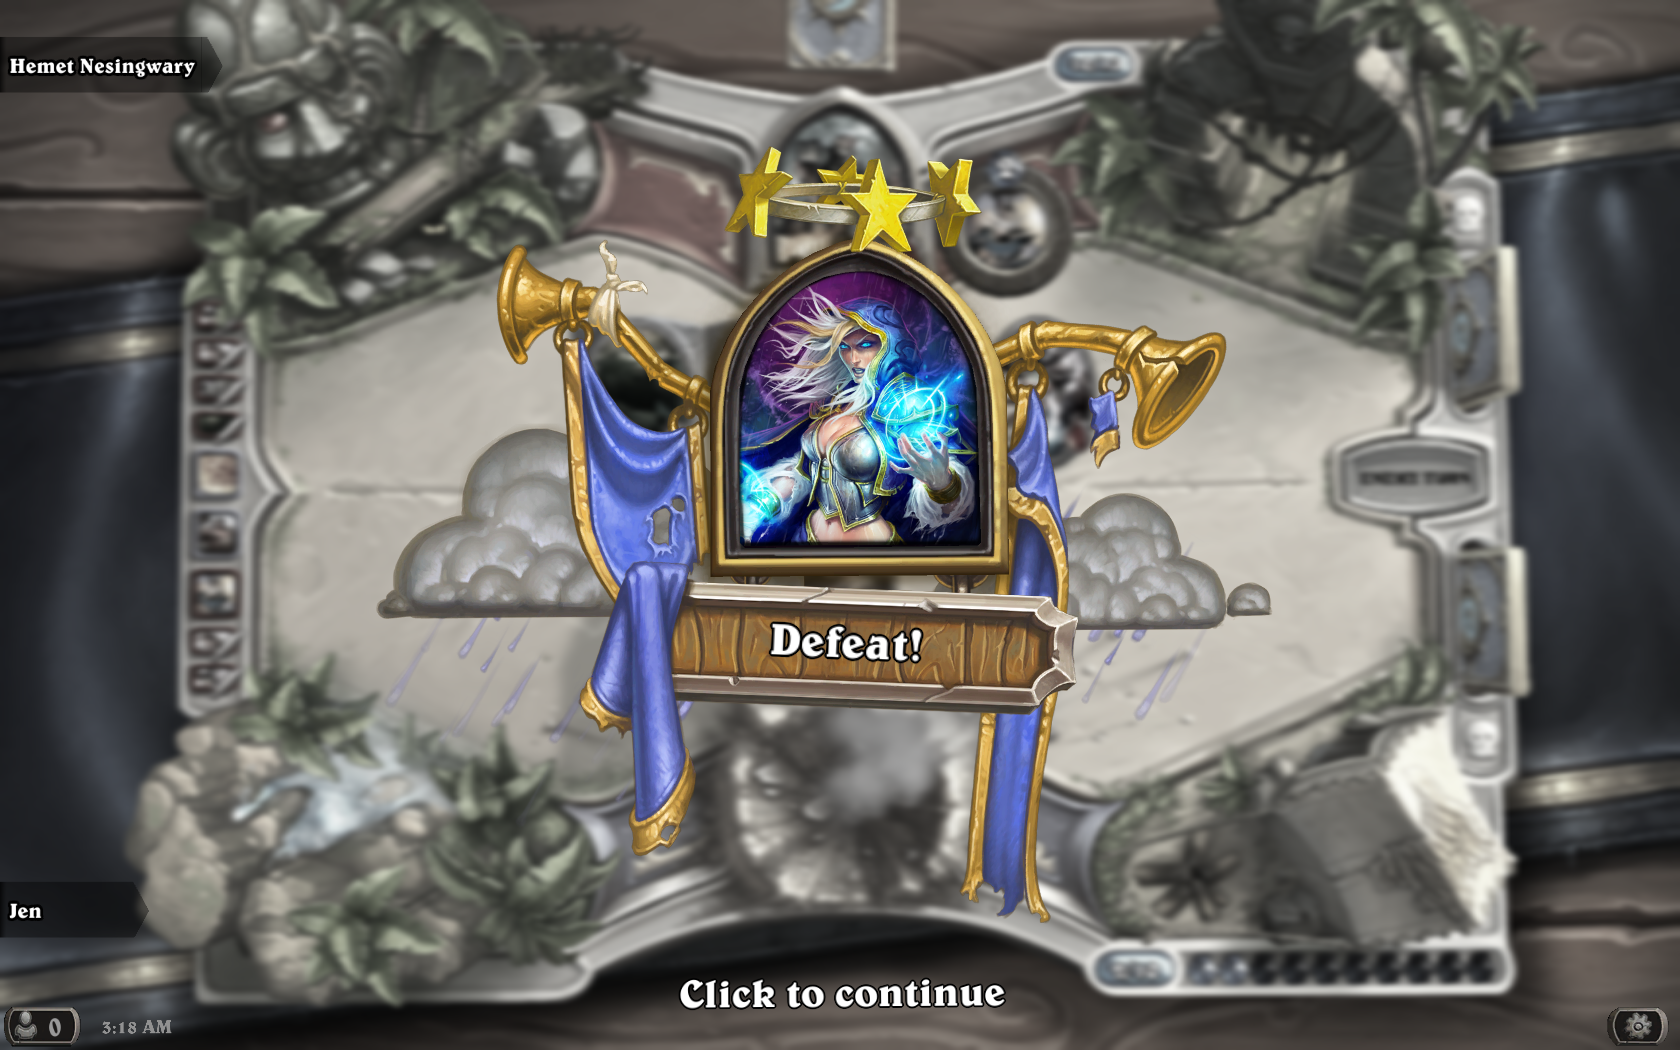 Hemet Nesingwary
Defeat!
Jen
Click to continue
0
3:18 AM